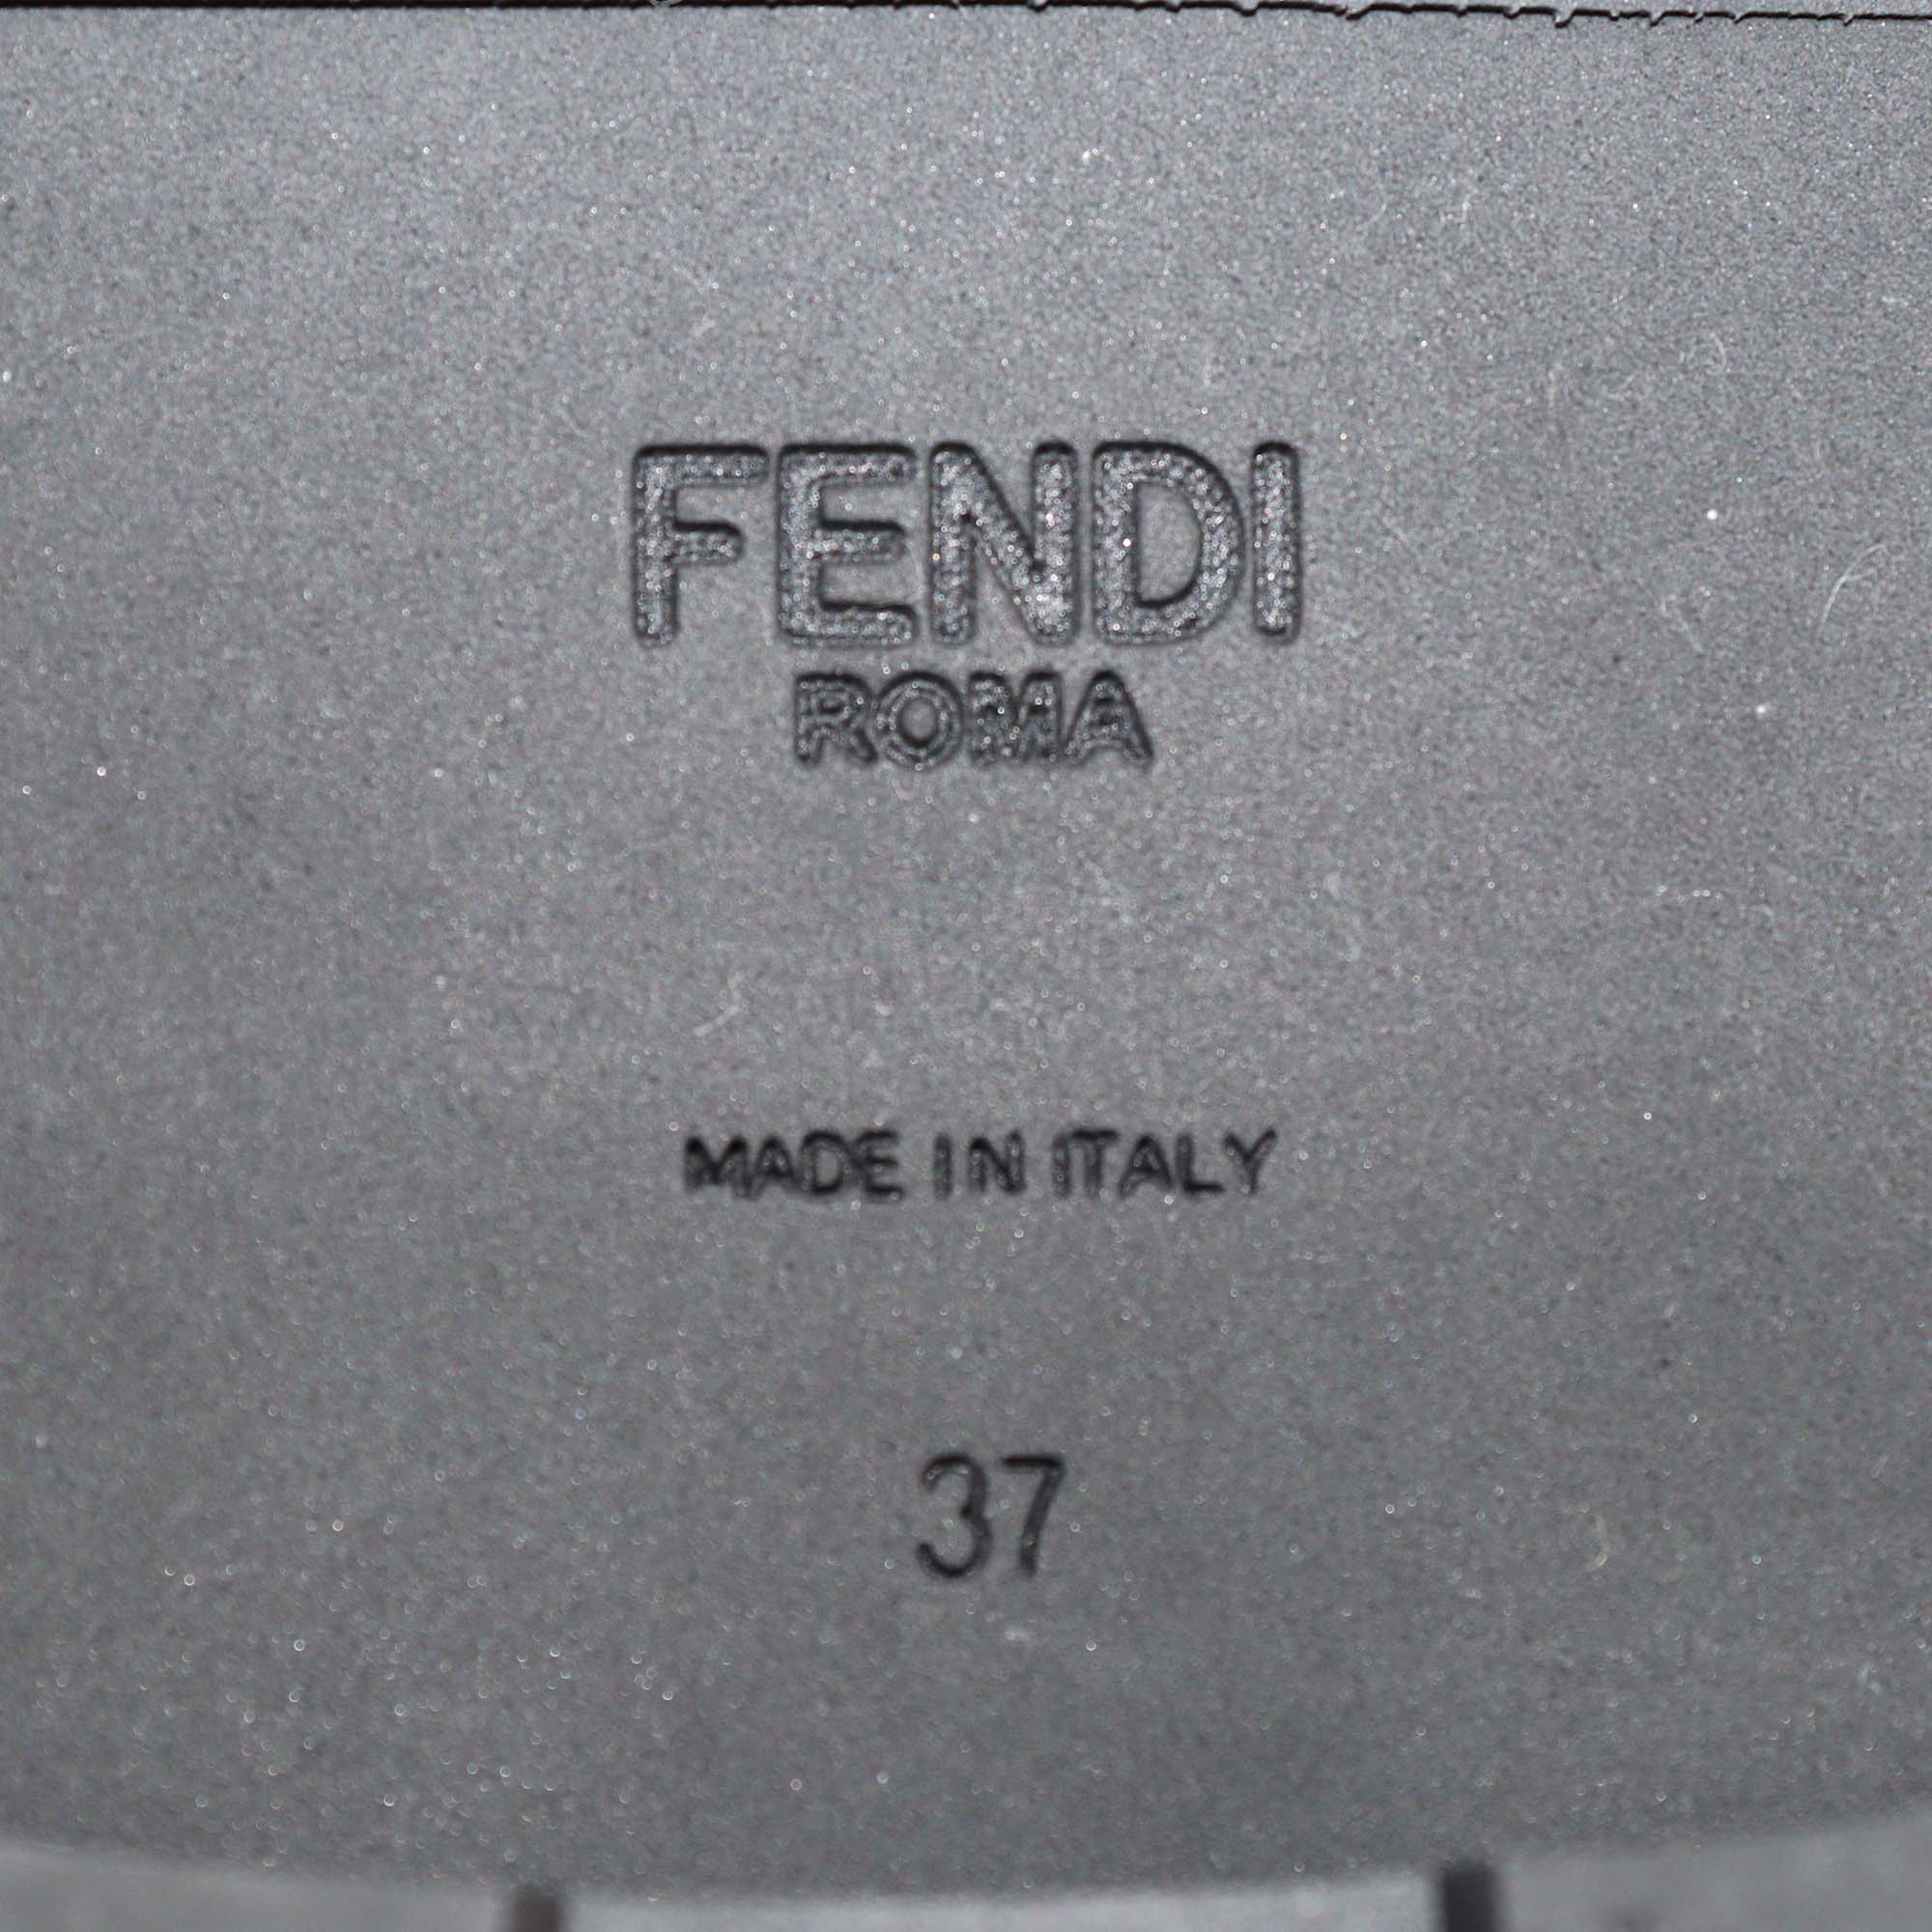 FENDI
ROMA
MADE IN ITALY
37